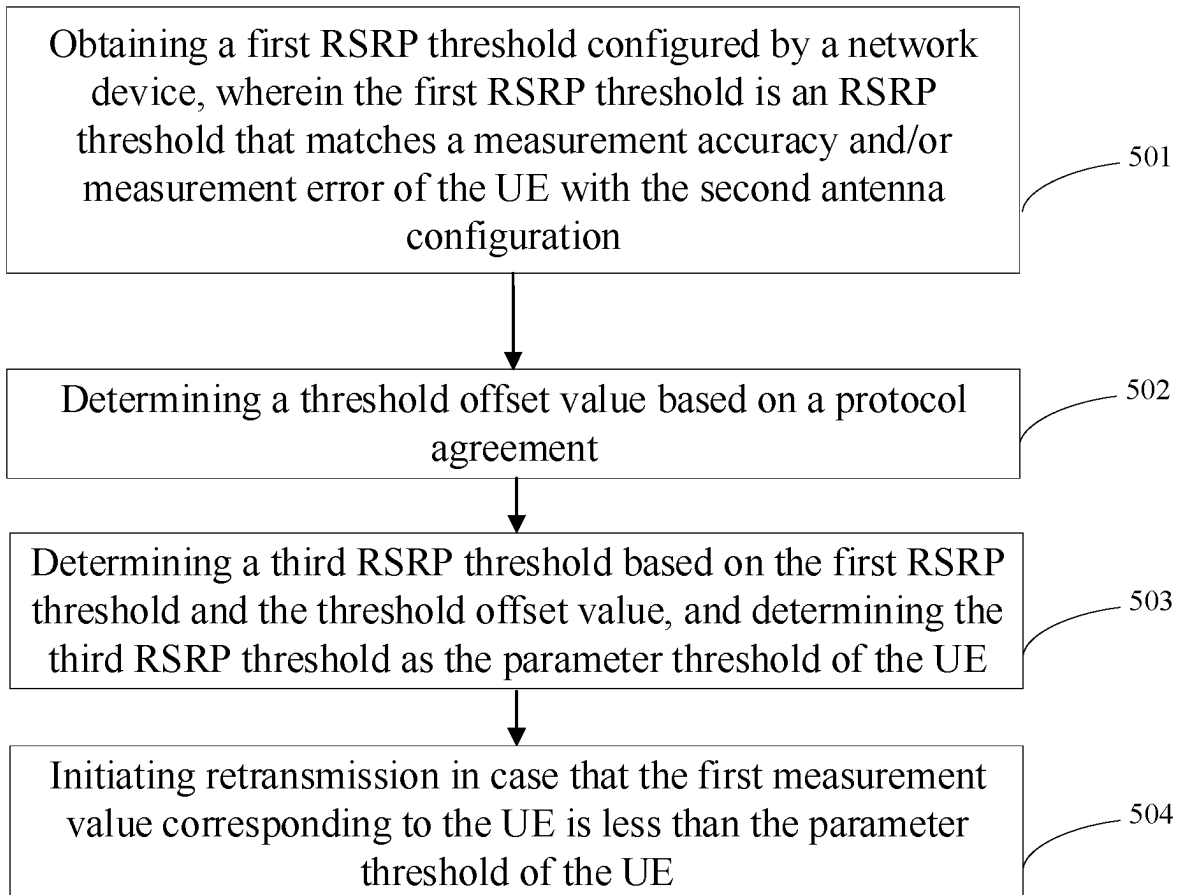 Obtaining a first RSRP threshold configured by a network
device, wherein the first RSRP threshold is an RSRP
threshold that matches a measurement accuracy and/or
measurement error of the UE with the second antenna
configuration
501
Determining a threshold offset value based on a protocol
agreement
502
Determining a third RSRP threshold based on the first RSRP
threshold and the threshold offset value, and determining the
third RSRP threshold as the parameter threshold of the UE
503
Initiating retransmission in case that the first measurement
value corresponding to the UE is less than the parameter
threshold of the UE
504